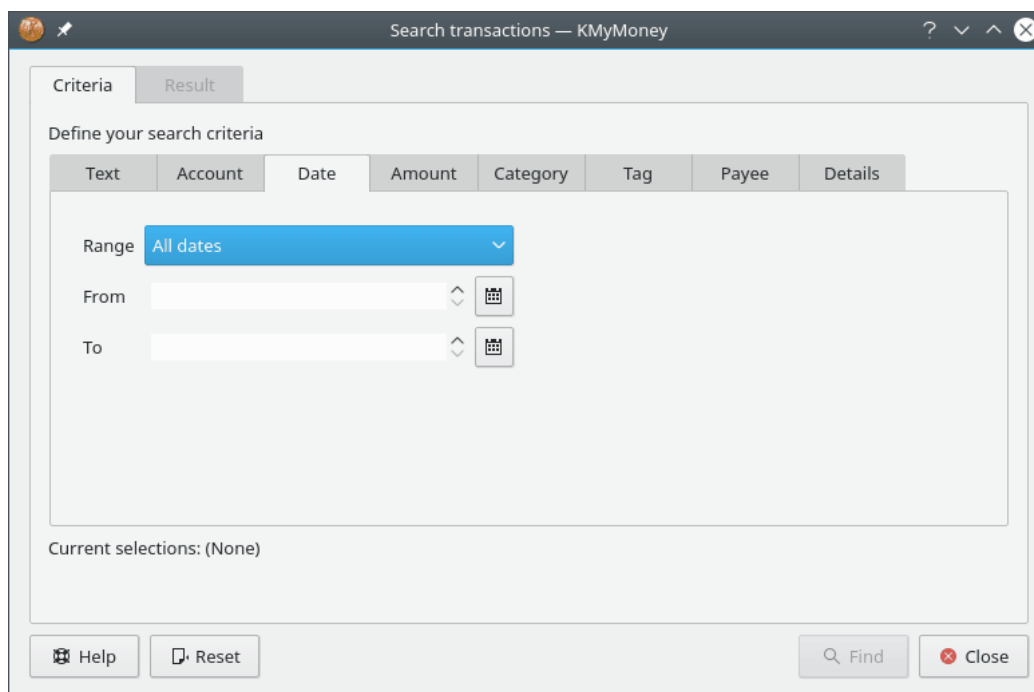 Search transactions — KMyMoney
Criteria Result
Define your search criteria
Text Account Date Amount Category Tag Payee Details
Range All dates
From
To
Current selections: (None)
Help Reset Find Close